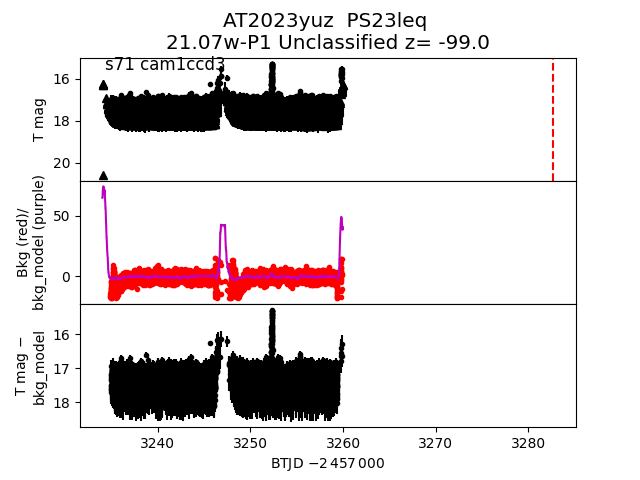 AT2023yuz  PS23leq
21.07w-P1 Unclassified z= -99.0
s71 cam1ccd3
T mag
16
18
20
Bkg (red)/
bkg_model (purple)
50
0
T mag −
bkg_model
16
17
18
3240 3250 3260 3270 3280
BTJD −2 457 000